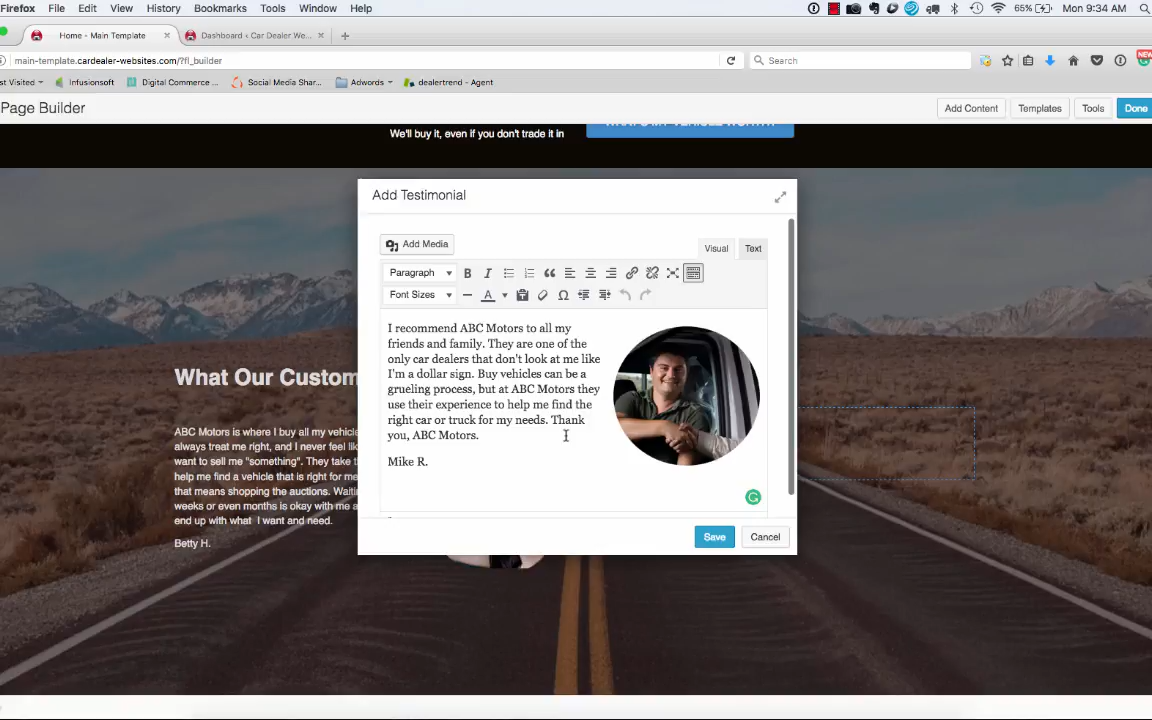 Firefox File Edit View History Bookmarks Tools Window Help 65% Mon 9:34 AM
Home - Main Template Dashboard ‹ Car Dealer We...
main-template.cardealer-websites.com/?fl_builder Search NEW
st Visited Infusionsoft Digital Commerce ... Social Media Shar... Adwords dealertrend - Agent
Page Builder Add Content Templates Tools Done
We'll buy it, even if you don't trade it in
Add Testimonial
Add Media Visual Text
Paragraph B I
Font Sizes A
I recommend ABC Motors to all my
friends and family. They are one of the
only car dealers that don't look at me like
I'm a dollar sign. Buy vehicles can be a
grueling process, but at ABC Motors they
use their experience to help me find the
right car or truck for my needs. Thank
you, ABC Motors.
Mike R.
Save Cancel
What Our Custom
ABC Motors is where I buy all my vehicle
always treat me right, and I never feel lik
want to sell me "something". They take t
help me find a vehicle that is right for me
that means shopping the auctions. Waitin
weeks or even months is okay with me a
end up with what I want and need.
Betty H.